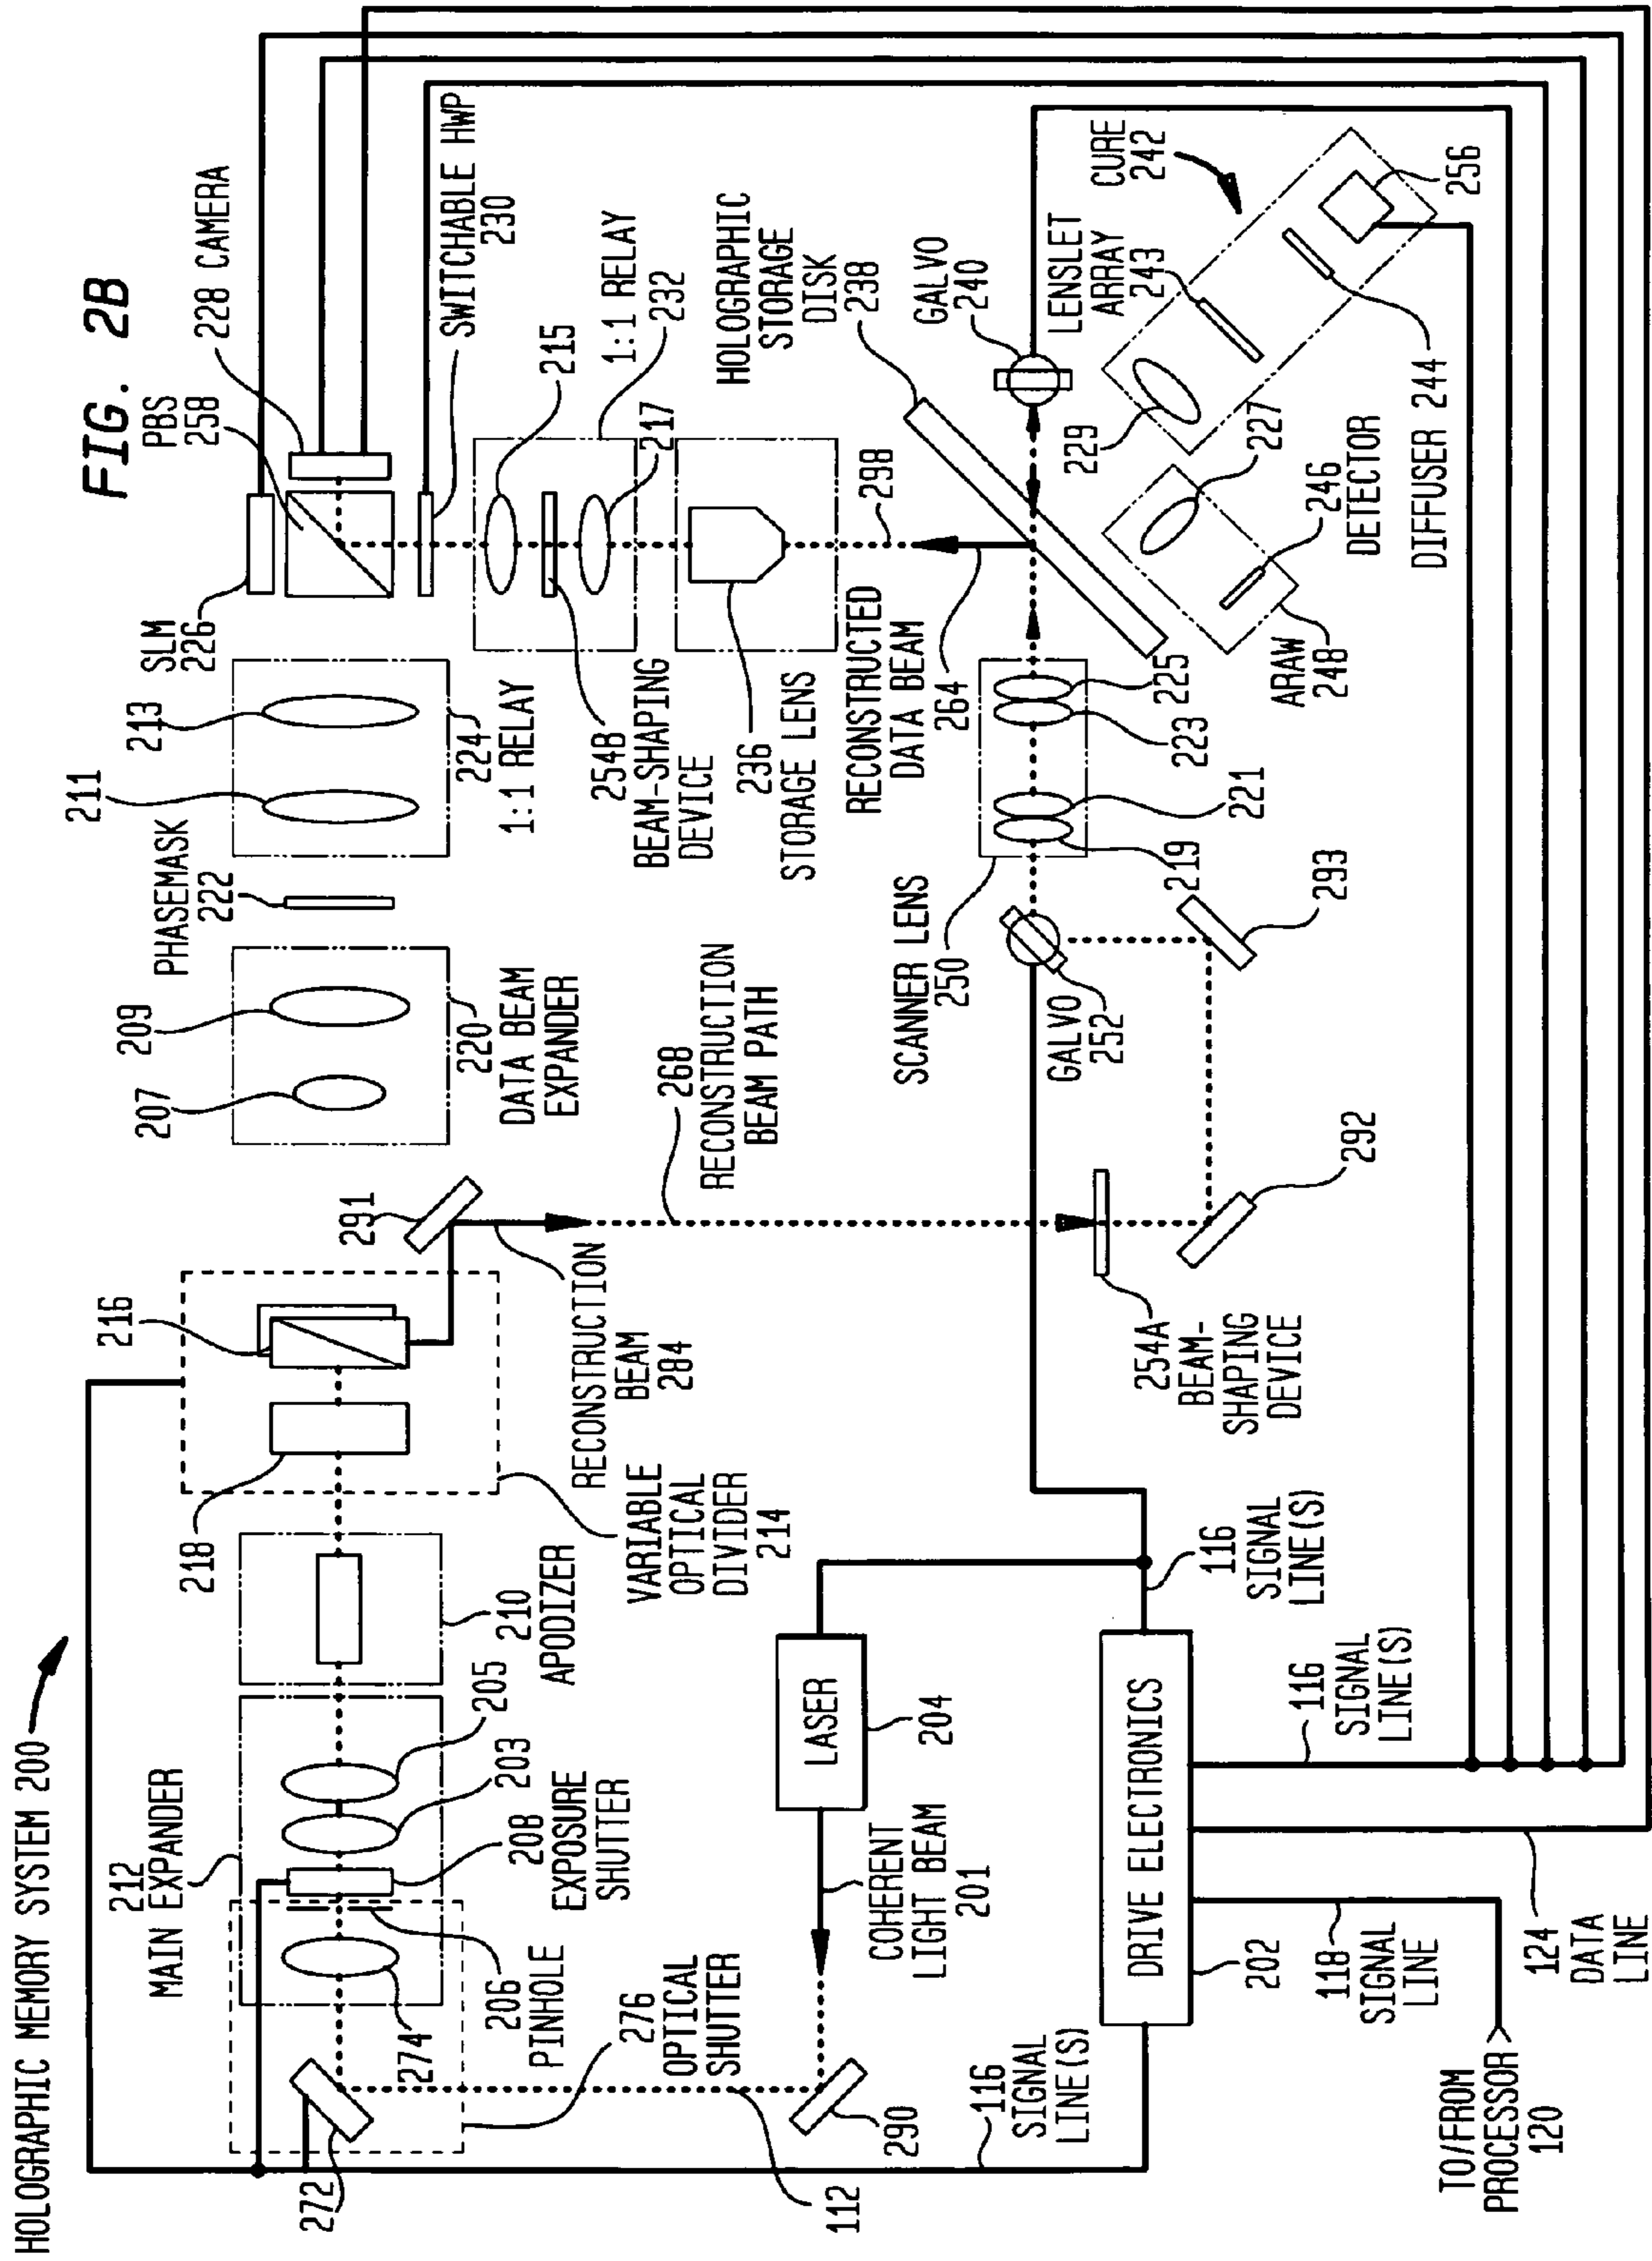 HOLOGRAPHIC MEMORY SYSTEM 200
FIG. 2B
212
MAIN EXPANDER
205
203
208
EXPOSURE
SHUTTER
206
PINHOLE
274
276
OPTICAL
SHUTTER
272
112
290
210
APODIZER
218
216
VARIABLE
OPTICAL
DIVIDER
214
291
RECONSTRUCTION
BEAM
284
268
RECONSTRUCTION
BEAM PATH
207
209
220
DATA BEAM
EXPANDER
PHASEMASK
222
211
213
224
1:1 RELAY
SLM
226
PBS
258
228 CAMERA
SWITCHABLE HWP
230
215
1:1 RELAY
232
217
254B
BEAM-SHAPING
DEVICE
236
STORAGE LENS
HOLOGRAPHIC
STORAGE
DISK
238
298
RECONSTRUCTED
DATA BEAM
264
GALVO
240
LENSLET
ARRAY
243
CURE
242
256
229
227
246
DETECTOR
DIFFUSER 244
ARAW
248
225
223
221
219
SCANNER LENS
250
GALVO
252
293
292
254A
BEAM-
SHAPING
DEVICE
LASER
204
COHERENT
LIGHT BEAM
201
116
SIGNAL
LINE(S)
DRIVE ELECTRONICS
202
116
SIGNAL
LINE(S)
116
SIGNAL
LINE(S)
118
SIGNAL
LINE
124
DATA
LINE
TO/FROM
PROCESSOR
120